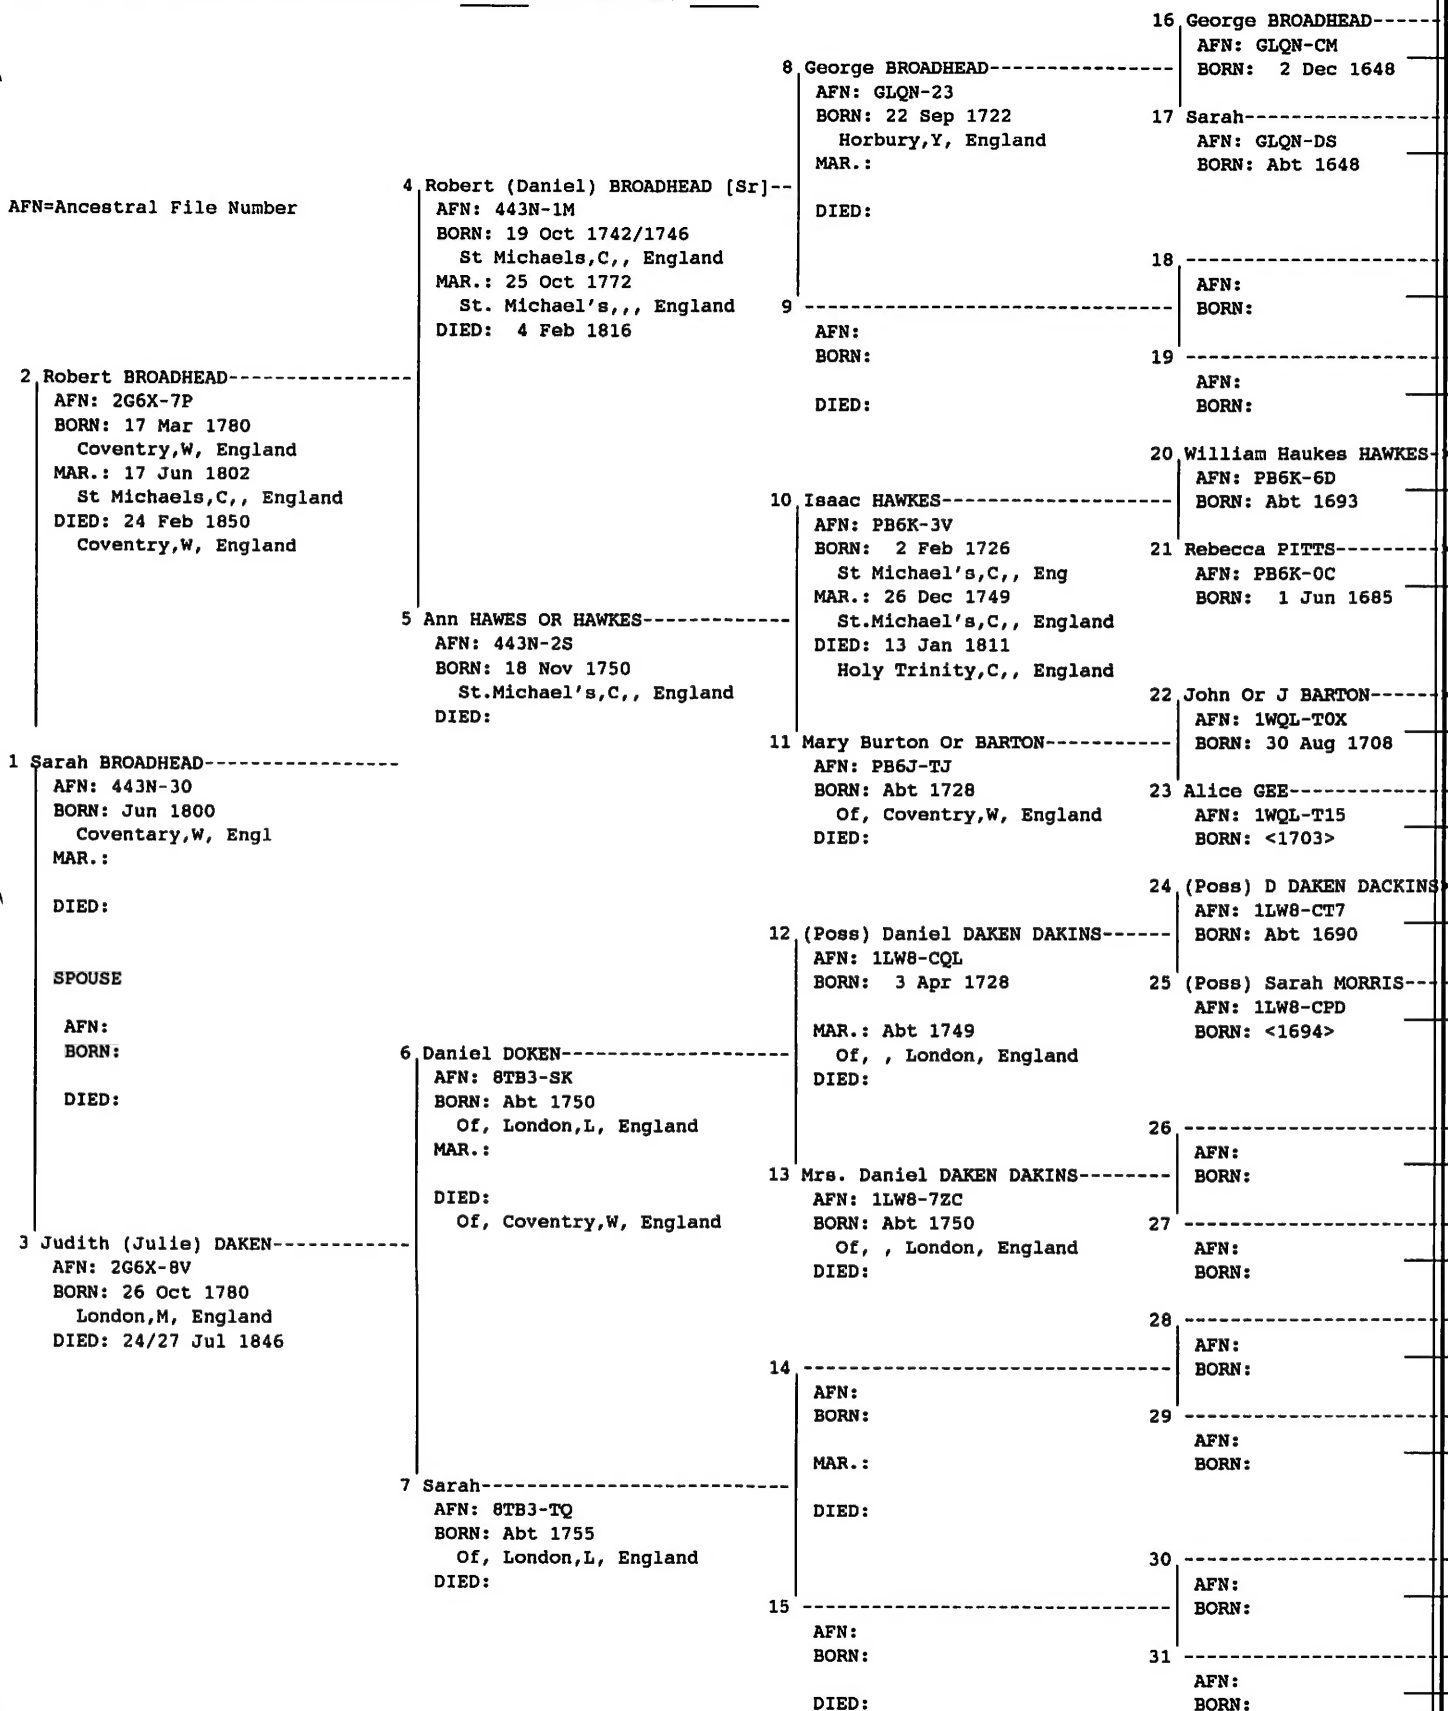 AFN=Ancestral File Number
1 Sarah BROADHEAD----------------
AFN: 443N-30
BORN: Jun 1800
Coventary,W, Engl
MAR.:
DIED:
SPOUSE
AFN:
BORN:
DIED:
2 Robert BROADHEAD---------------
AFN: 2G6X-7P
BORN: 17 Mar 1780
Coventry,W, England
MAR.: 17 Jun 1802
St Michaels,C,, England
DIED: 24 Feb 1850
Coventry,W, England
3 Judith (Julie) DAKEN------------
AFN: 2G6X-8V
BORN: 26 Oct 1780
London,M, England
DIED: 24/27 Jul 1846
4 Robert (Daniel) BROADHEAD [Sr]--
AFN: 443N-1M
BORN: 19 Oct 1742/1746
St Michaels,C,, England
MAR.: 25 Oct 1772
St. Michael's,,, England
DIED: 4 Feb 1816
5 Ann HAWES OR HAWKES-------------
AFN: 443N-2S
BORN: 18 Nov 1750
St.Michael's,C,, England
DIED:
6 Daniel DOKEN--------------------
AFN: 8TB3-SK
BORN: Abt 1750
Of, London,L, England
MAR.:
DIED:
Of, Coventry,W, England
7 Sarah---------------------------
AFN: 8TB3-TQ
BORN: Abt 1755
Of, London,L, England
DIED:
8 George BROADHEAD----------------
AFN: GLQN-23
BORN: 22 Sep 1722
Horbury,Y, England
MAR.:
DIED:
9 --------------------------------
AFN:
BORN:
DIED:
10 Isaac HAWKES-------------------
AFN: PB6K-3V
BORN: 2 Feb 1726
St Michael's,C,, Eng
MAR.: 26 Dec 1749
St.Michael's,C,, England
DIED: 13 Jan 1811
Holy Trinity,C,, England
11 Mary Burton Or BARTON-----------
AFN: PB6J-TJ
BORN: Abt 1728
Of, Coventry,W, England
DIED:
12 (Poss) Daniel DAKEN DAKINS------
AFN: 1LW8-CQL
BORN: 3 Apr 1728
MAR.: Abt 1749
Of, , London, England
DIED:
13 Mrs. Daniel DAKEN DAKINS--------
AFN: 1LW8-7ZC
BORN: Abt 1750
Of, , London, England
DIED:
14 -------------------------------
AFN:
BORN:
MAR.:
DIED:
15 -------------------------------
AFN:
BORN:
DIED:
16 George BROADHEAD------
AFN: GLQN-CM
BORN: 2 Dec 1648
17 Sarah-----------------
AFN: GLQN-DS
BORN: Abt 1648
18 ----------------------
AFN:
BORN:
19 ----------------------
AFN:
BORN:
20 William Haukes HAWKES-
AFN: PB6K-6D
BORN: Abt 1693
21 Rebecca PITTS---------
AFN: PB6K-0C
BORN: 1 Jun 1685
22 John Or J BARTON------
AFN: 1WQL-T0X
BORN: 30 Aug 1708
23 Alice GEE-------------
AFN: 1WQL-T15
BORN: <1703>
24 (Poss) D DAKEN DACKINS
AFN: 1LW8-CT7
BORN: Abt 1690
25 (Poss) Sarah MORRIS---
AFN: 1LW8-CPD
BORN: <1694>
26 ----------------------
AFN:
BORN:
27 ----------------------
AFN:
BORN:
28 ----------------------
AFN:
BORN:
29 ----------------------
AFN:
BORN:
30 ----------------------
AFN:
BORN:
31 ----------------------
AFN:
BORN: